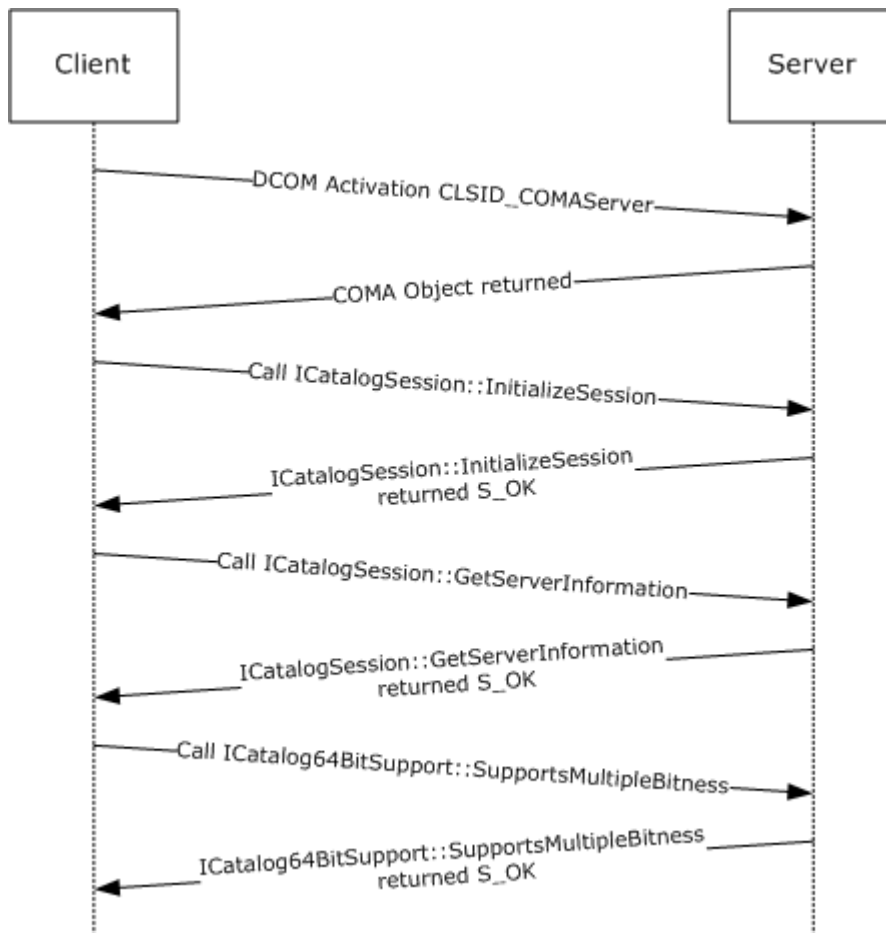 Client
Server
DCOM Activation CLSID_COMAServer
COMA Object returned
Call ICatalogSession::InitializeSession
ICatalogSession::InitializeSession
returned S_OK
Call ICatalogSession::GetServerInformation
ICatalogSession::GetServerInformation
returned S_OK
Call ICatalog64BitSupport::SupportsMultipleBitness
ICatalog64BitSupport::SupportsMultipleBitness
returned S_OK